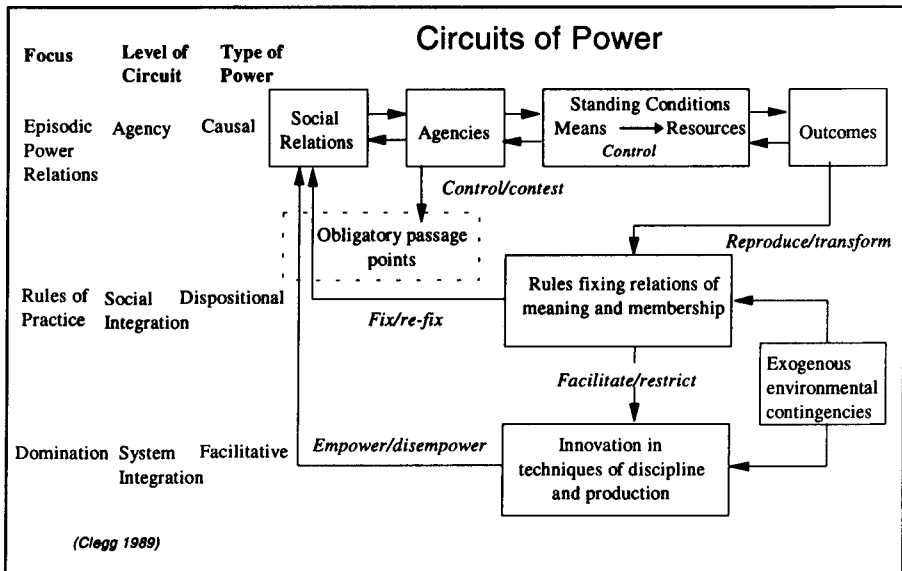 Circuits of Power
Focus
Level of
Circuit
Type of
Power
Episodic
Power
Relations
Agency
Causal
Social
Relations
Agencies
Standing Conditions
Means
Resources
Control
Outcomes
Control/contest
Obligatory passage
points
Reproduce/transform
Rules of
Practice
Social
Integration
Dispositional
Fix/re-fix
Rules fixing relations of
meaning and membership
Exogenous
environmental
contingencies
Facilitate/restrict
Domination
System
Integration
Facilitative
Empower/disempower
Innovation in
techniques of discipline
and production
(Clegg 1989)